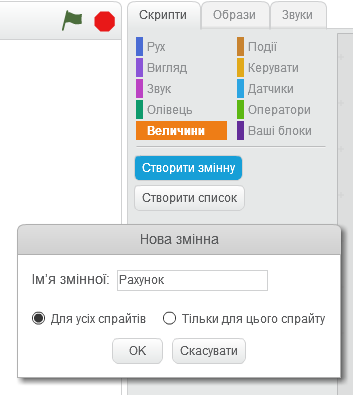 Скрипти Образи Звуки
Рух Події
Вигляд Керувати
Звук Датчики
Олівець Оператори
Величини Ваші блоки
Створити змінну
Створити список
Нова змінна
Ім'я змінної: Рахунок
Для усіх спрайтів Тільки для цього спрайту
OK Скасувати